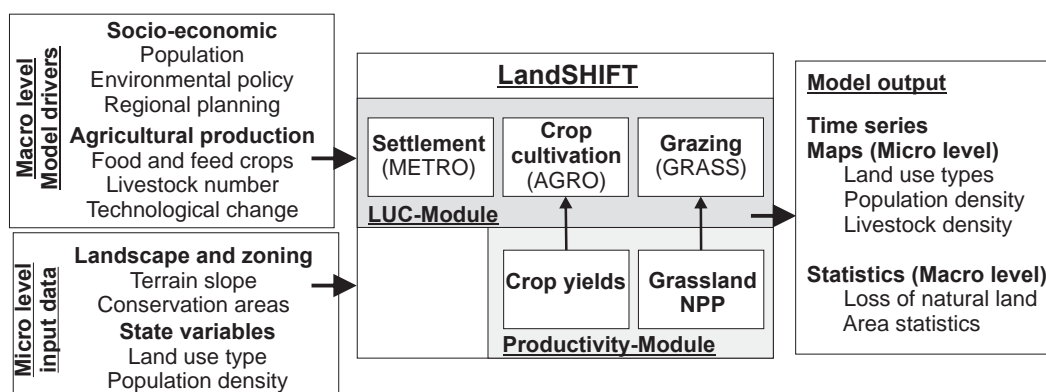 Macro level
Model drivers
Socio-economic
Population
Environmental policy
Regional planning
Agricultural production
Food and feed crops
Livestock number
Technological change
Micro level
input data
Landscape and zoning
Terrain slope
Conservation areas
State variables
Land use type
Population density
LandSHIFT
Settlement
(METRO)
Crop
cultivation
(AGRO)
Grazing
(GRASS)
LUC-Module
Crop yields
Grassland
NPP
Productivity-Module
Model output
Time series
Maps (Micro level)
Land use types
Population density
Livestock density
Statistics (Macro level)
Loss of natural land
Area statistics